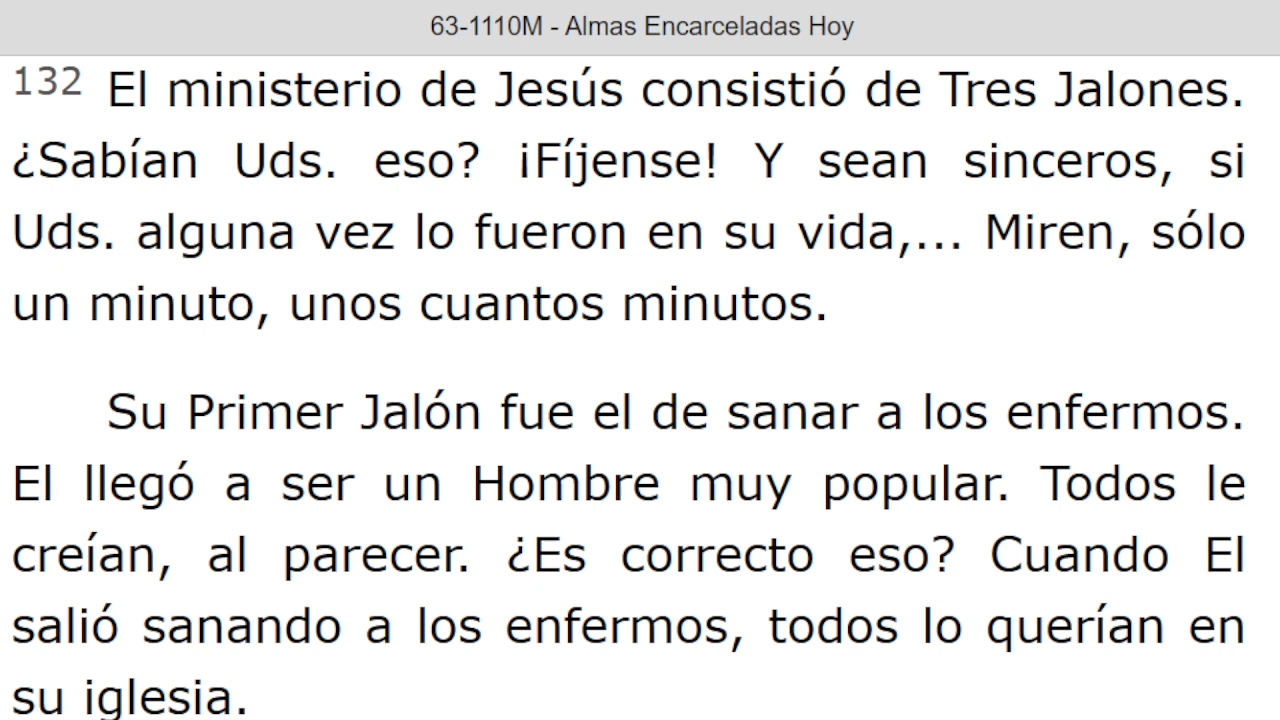 63-1110M - Almas Encarceladas Hoy
132 El ministerio de Jesús consistió de Tres Jalones.
¿Sabían Uds. eso? ¡Fíjense! Y sean sinceros, si
Uds. alguna vez lo fueron en su vida,... Miren, sólo
un minuto, unos cuantos minutos.
Su Primer Jalón fue el de sanar a los enfermos.
El llegó a ser un Hombre muy popular. Todos le
creían, al parecer. ¿Es correcto eso? Cuando El
salió sanando a los enfermos, todos lo querían en
su iglesia.